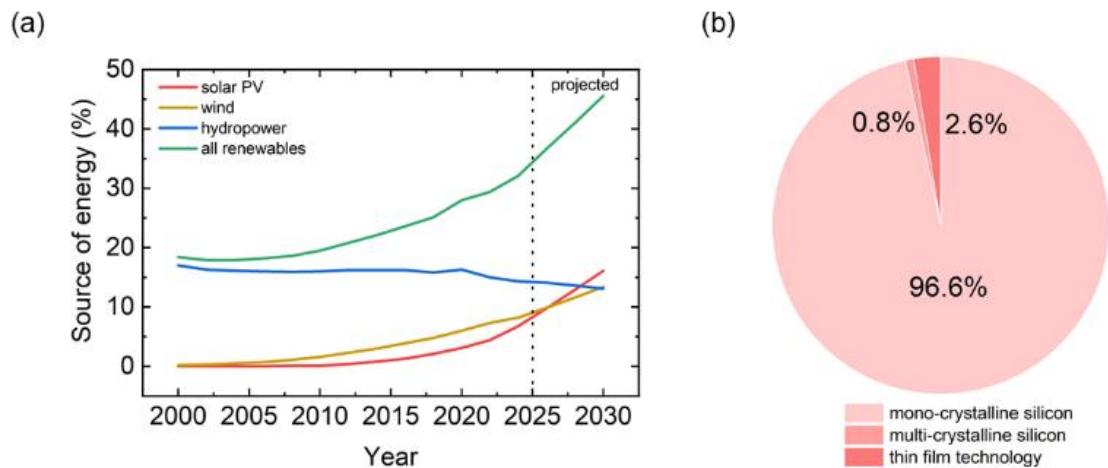 (a)
Source of energy (%)
50
40
30
20
10
0
solar PV
wind
hydropower
all renewables
projected
2000 2005 2010 2015 2020 2025 2030
Year
(b)
0.8%
2.6%
96.6%
mono-crystalline silicon
multi-crystalline silicon
thin film technology